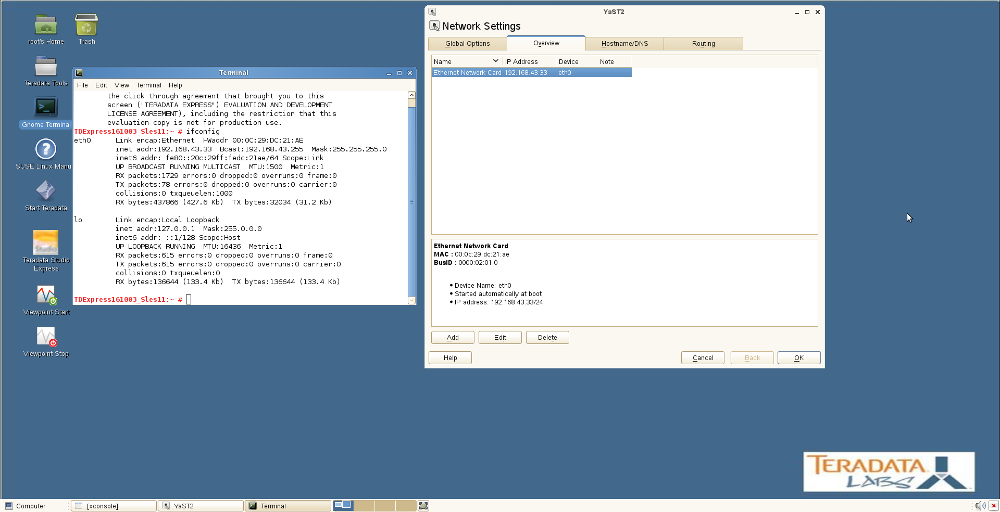 root's Home
Trash
Teradata Tools
Gnome Terminal
SUSE Linux Manu
Start Teradata
Teradata Studio
Express
Viewpoint Start
Viewpoint Stop
Terminal
File Edit View Terminal Help
the click through agreement that brought you to this
screen ("TERADATA EXPRESS") EVALUATION AND DEVELOPMENT
LICENSE AGREEMENT), including the restriction that this
evaluation copy is not for production use.
TDExpress161003_Sles11:~ # ifconfig
eth0      Link encap:Ethernet  HWaddr 00:0C:29:DC:21:AE
inet addr:192.168.43.33  Bcast:192.168.43.255  Mask:255.255.255.0
inet6 addr: fe80::20c:29ff:fedc:21ae/64 Scope:Link
UP BROADCAST RUNNING MULTICAST  MTU:1500  Metric:1
RX packets:1729 errors:0 dropped:0 overruns:0 frame:0
TX packets:78 errors:0 dropped:0 overruns:0 carrier:0
collisions:0 txqueuelen:1000
RX bytes:437866 (427.6 Kb)  TX bytes:32034 (31.2 Kb)
lo        Link encap:Local Loopback
inet addr:127.0.0.1  Mask:255.0.0.0
inet6 addr: ::1/128 Scope:Host
UP LOOPBACK RUNNING  MTU:16436  Metric:1
RX packets:615 errors:0 dropped:0 overruns:0 frame:0
TX packets:615 errors:0 dropped:0 overruns:0 carrier:0
collisions:0 txqueuelen:0
RX bytes:136644 (133.4 Kb)  TX bytes:136644 (133.4 Kb)
TDExpress161003_Sles11:~ #
YaST2
Network Settings
Global Options Overview Hostname/DNS Routing
Name IP Address Device Note
Ethernet Network Card 192.168.43.33 eth0
Ethernet Network Card
MAC : 00:0c:29:dc:21:ae
BusID : 0000:02:01.0
• Device Name: eth0
• Started automatically at boot
• IP address: 192.168.43.33/24
Add Edit Delete
Help Cancel Back OK
TERADATA
LABS
Computer [xconsole] YaST2 Terminal